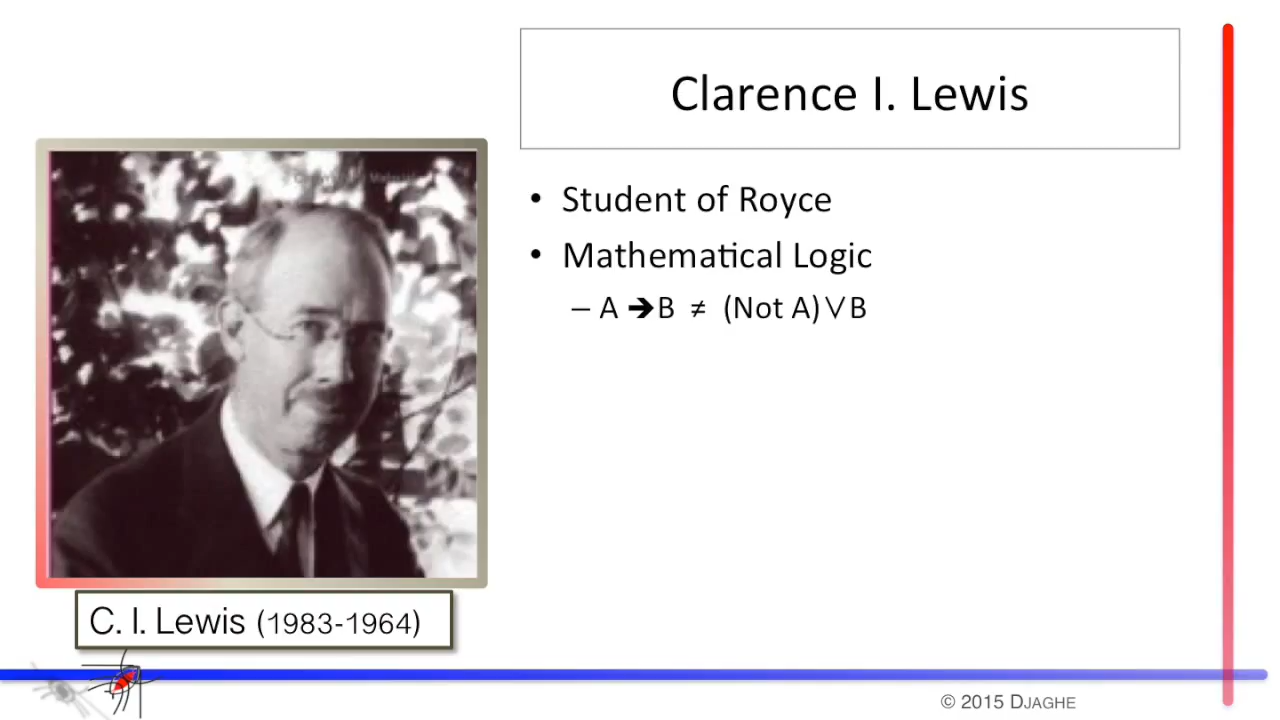 Clarence I. Lewis
• Student of Royce
• Mathematical Logic
– A ➔B ≠ (Not A)∨B
C. I. Lewis (1983-1964)
© 2015 DJAGHE